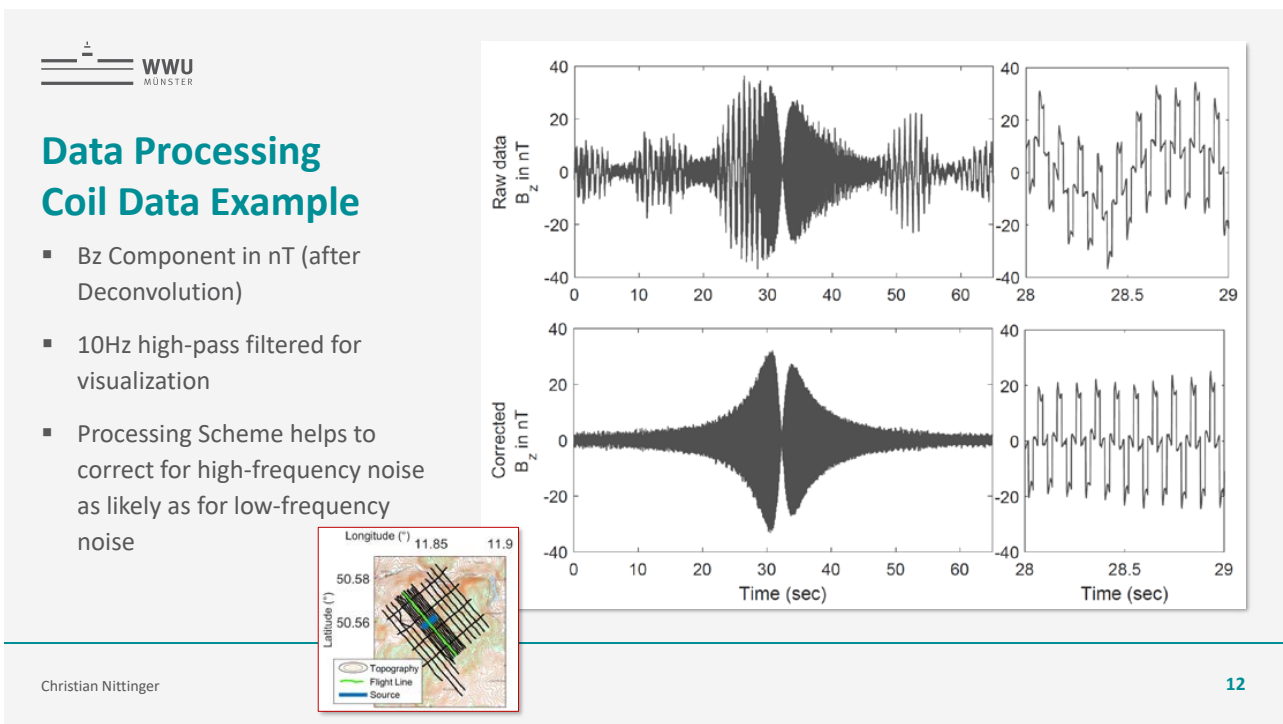 WWU
MÜNSTER
Data Processing
Coil Data Example
▪ Bz Component in nT (after
Deconvolution)
▪ 10Hz high-pass filtered for
visualization
▪ Processing Scheme helps to
correct for high-frequency noise
as likely as for low-frequency
noise
Raw data
B_z in nT
40
20
0
-20
-40
0 10 20 30 40 50 60
40
20
0
-20
-40
28 28.5 29
Corrected
B_z in nT
40
20
0
-20
-40
0 10 20 30 40 50 60
Time (sec)
40
20
0
-20
-40
28 28.5 29
Time (sec)
Longitude (°) 11.85 11.9
Latitude (°)
50.58
50.56
Topography
Flight Line
Source
Christian Nittinger
12